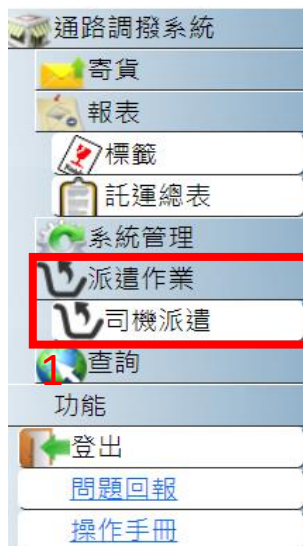 通路調撥系統
寄貨
報表
標籤
託運總表
系統管理
派遣作業
司機派遣
1
查詢
功能
登出
問題回報
操作手冊